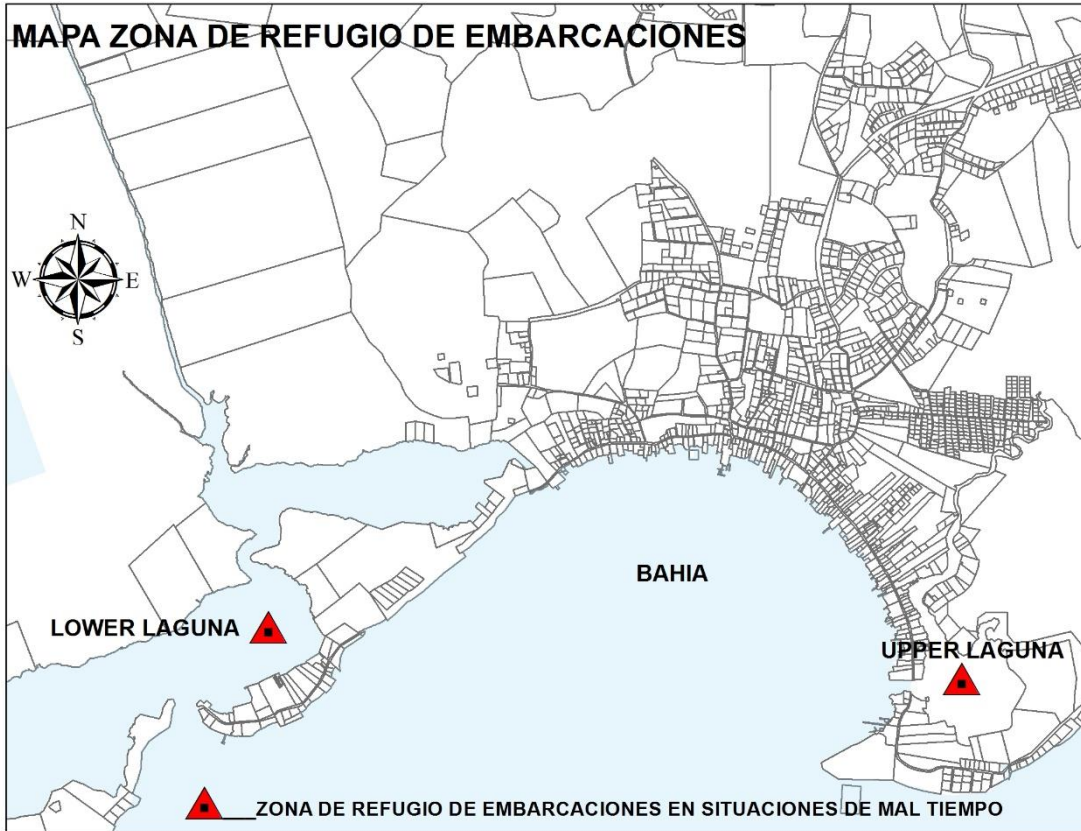 MAPA ZONA DE REFUGIO DE EMBARCACIONES
N
W E
S
BAHIA
LOWER LAGUNA
UPPER LAGUNA
ZONA DE REFUGIO DE EMBARCACIONES EN SITUACIONES DE MAL TIEMPO